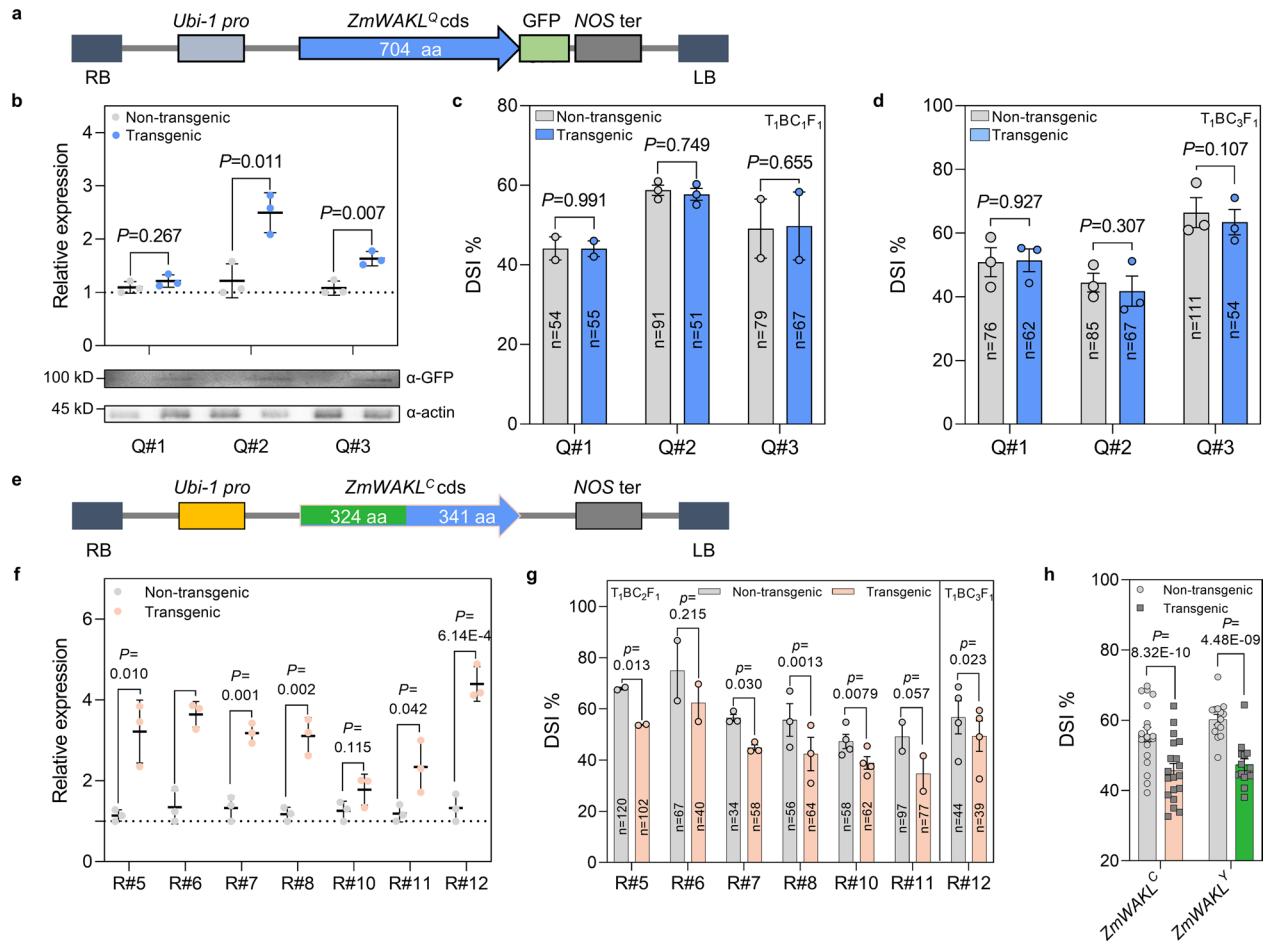 a
Ubi-1 pro
ZmWAKL^Q cds
GFP
NOS ter
704 aa
RB
LB
b
Relative expression
4
3
2
1
0
Non-transgenic
Transgenic
P=0.267
P=0.011
P=0.007
100 kD
α-GFP
45 kD
α-actin
Q#1
Q#2
Q#3
c
DSI %
80
60
40
20
0
Non-transgenic
Transgenic
T₁BC₁F₁
P=0.991
P=0.749
P=0.655
n=54
n=55
n=91
n=51
n=79
n=67
Q#1
Q#2
Q#3
d
DSI %
100
80
60
40
20
0
Non-transgenic
Transgenic
T₁BC₃F₁
P=0.927
P=0.307
P=0.107
n=76
n=62
n=85
n=67
n=111
n=54
Q#1
Q#2
Q#3
e
Ubi-1 pro
ZmWAKL^C cds
NOS ter
324 aa
341 aa
RB
LB
f
Relative expression
6
4
2
0
Non-transgenic
Transgenic
P=
0.010
P=
0.001
P=
0.002
P=
0.115
P=
0.042
P=
6.14E-4
R#5
R#6
R#7
R#8
R#10
R#11
R#12
g
DSI %
100
80
60
40
20
0
T₁BC₂F₁
Non-transgenic
Transgenic
T₁BC₃F₁
p=
0.013
p=
0.215
p=
0.030
p=
0.0013
p=
0.0079
p=
0.057
p=
0.023
n=120
n=102
n=67
n=40
n=34
n=58
n=56
n=64
n=58
n=62
n=97
n=77
n=44
n=39
R#5
R#6
R#7
R#8
R#10
R#11
R#12
h
DSI %
100
80
60
40
20
Non-transgenic
Transgenic
P=
8.32E-10
P=
4.48E-09
ZmWAKL^C
ZmWAKL^Y